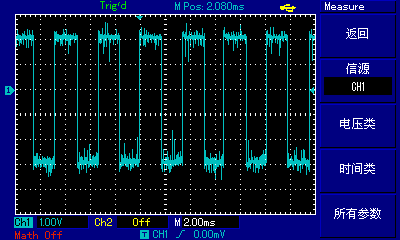 Trig'd M Pos: 2.080ms Measure
返回
信源
CH1
1
电压类
时间类
所有参数
Ch1 1.00V Ch2 Off M 2.00ms
Math Off T CH1 0.00mV